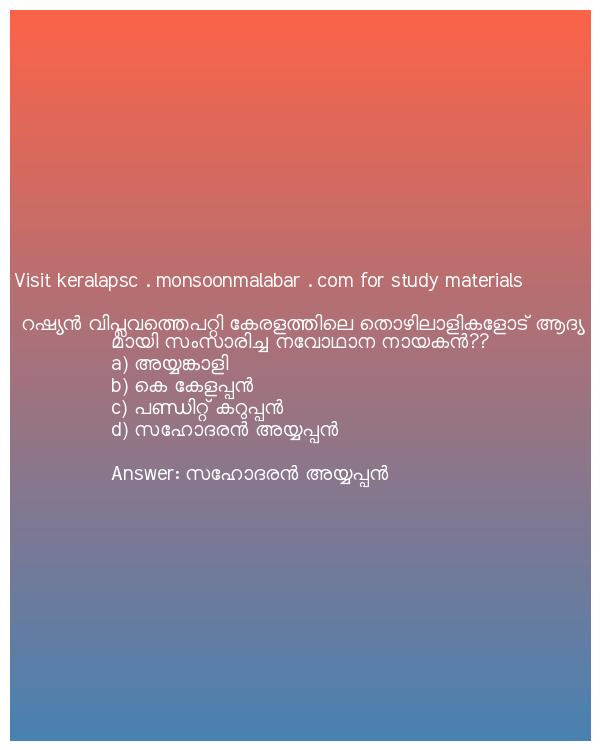 Visit keralapsc . monsoonmalabar . com for study materials
റഷ്യൻ വിപ്ലവത്തെപറ്റി കേരളത്തിലെ തൊഴിലാളികളോട് ആദ്യ
മായി സംസാരിച്ച നവോഥാന നായകൻ??
a) അയ്യങ്കാളി
b) കെ കേളപ്പൻ
c) പണ്ഡിറ്റ് കറുപ്പൻ
d) സഹോദരൻ അയ്യപ്പൻ
Answer: സഹോദരൻ അയ്യപ്പൻ